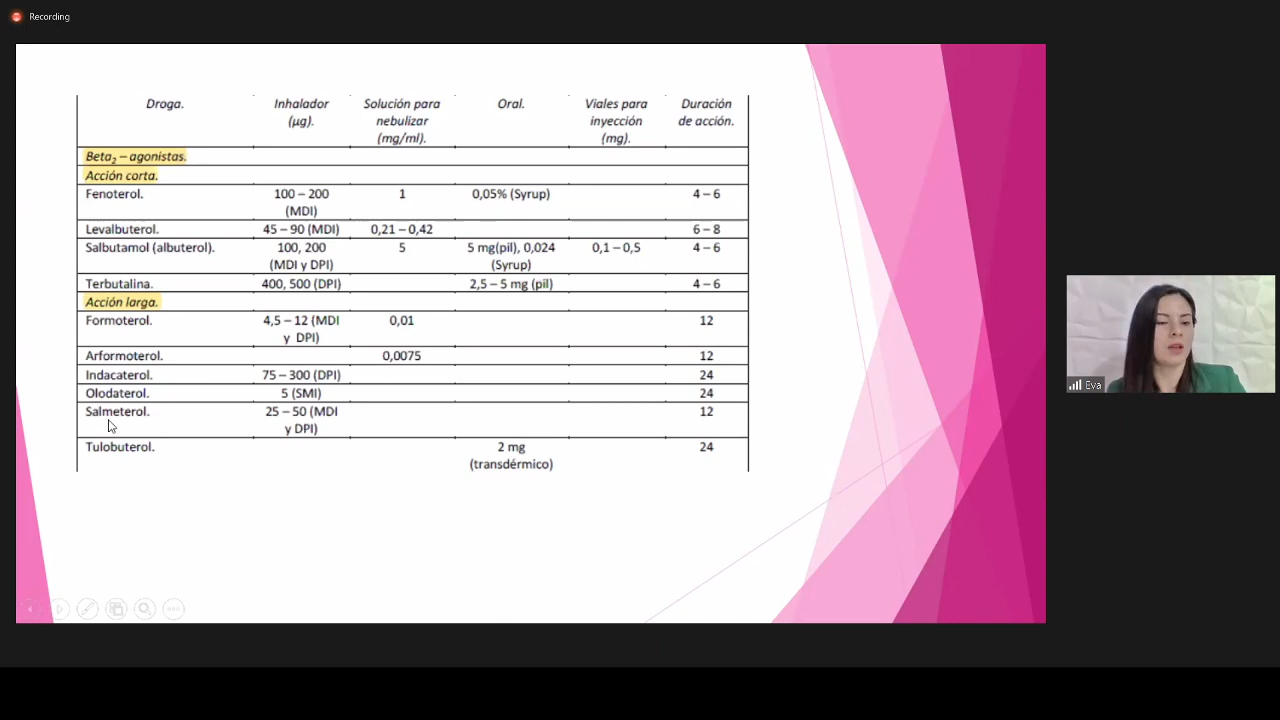 Recording
Droga. Inhalador Solución para Oral. Viales para Duración
(µg). nebulizar inyección de acción.
(mg/ml). (mg).
Beta2 – agonistas.
Acción corta.
Fenoterol. 100 – 200 1 0,05% (Syrup) 4 – 6
(MDI)
Levalbuterol. 45 – 90 (MDI) 0,21 – 0,42 6 – 8
Salbutamol (albuterol). 100, 200 5 5 mg(pil), 0,024 0,1 – 0,5 4 – 6
(MDI y DPI) (Syrup)
Terbutalina. 400, 500 (DPI) 2,5 – 5 mg (pil) 4 – 6
Acción larga.
Formoterol. 4,5 – 12 (MDI 0,01 12
y DPI)
Arformoterol. 0,0075 12
Indacaterol. 75 – 300 (DPI) 24
Olodaterol. 5 (SMI) 24
Salmeterol. 25 – 50 (MDI 12
y DPI)
Tulobuterol. 2 mg 24
(transdérmico)
Eva